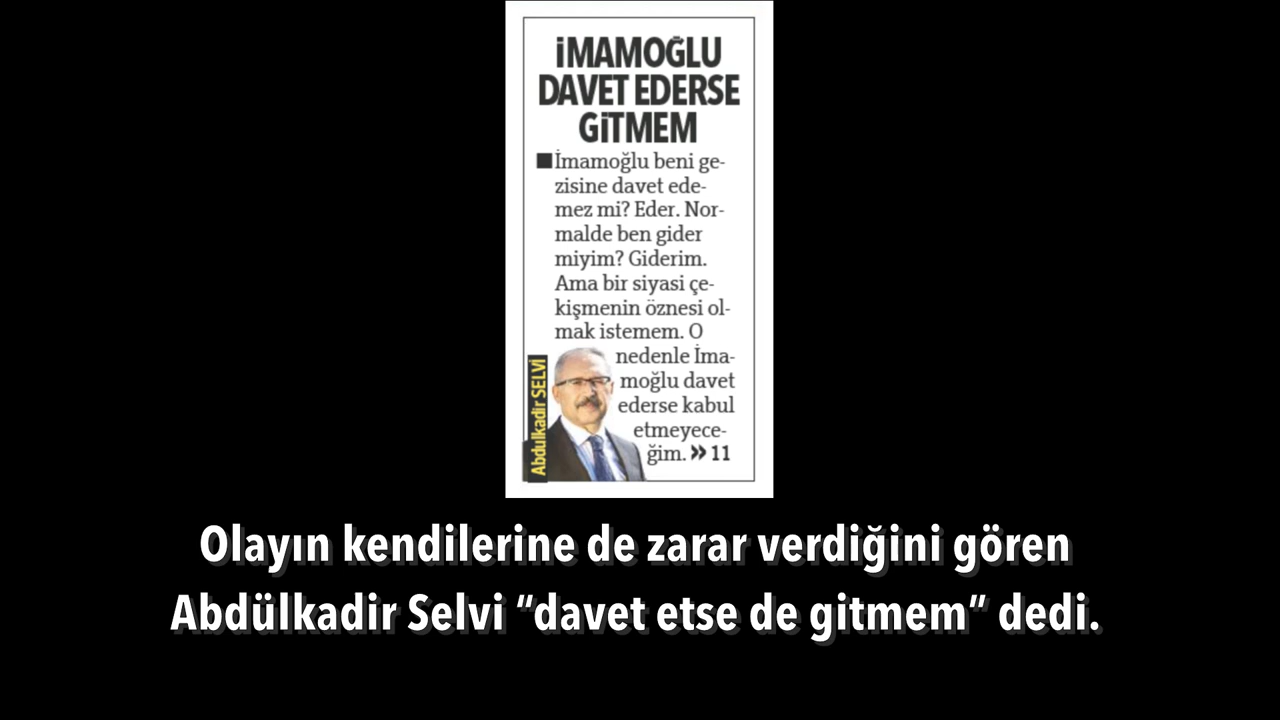 İMAMOĞLU
DAVET EDERSE
GİTMEM
■ İmamoğlu beni ge-
zisine davet ede-
mez mi? Eder. Nor-
malde ben gider
miyim? Giderim.
Ama bir siyasi çe-
kişmenin öznesi ol-
mak istemem. O
nedenle İma-
moğlu davet
ederse kabul
etmeyece-
ğim. » 11
Abdulkadir SELVİ
Olayın kendilerine de zarar verdiğini gören
Abdülkadir Selvi “davet etse de gitmem” dedi.